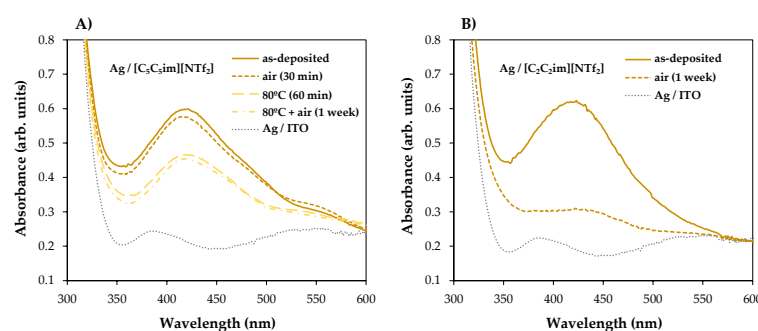 A)
Absorbance (arb. units)
0.8
0.7
0.6
0.5
0.4
0.3
0.2
0.1
Ag / [C₅C₅im][NTf₂]
as-deposited
air (30 min)
80ºC (60 min)
80ºC + air (1 week)
Ag / ITO
300 350 400 450 500 550 600
Wavelength (nm)
B)
Absorbance (arb. units)
0.8
0.7
0.6
0.5
0.4
0.3
0.2
0.1
Ag / [C₂C₂im][NTf₂]
as-deposited
air (1 week)
Ag / ITO
300 350 400 450 500 550 600
Wavelength (nm)